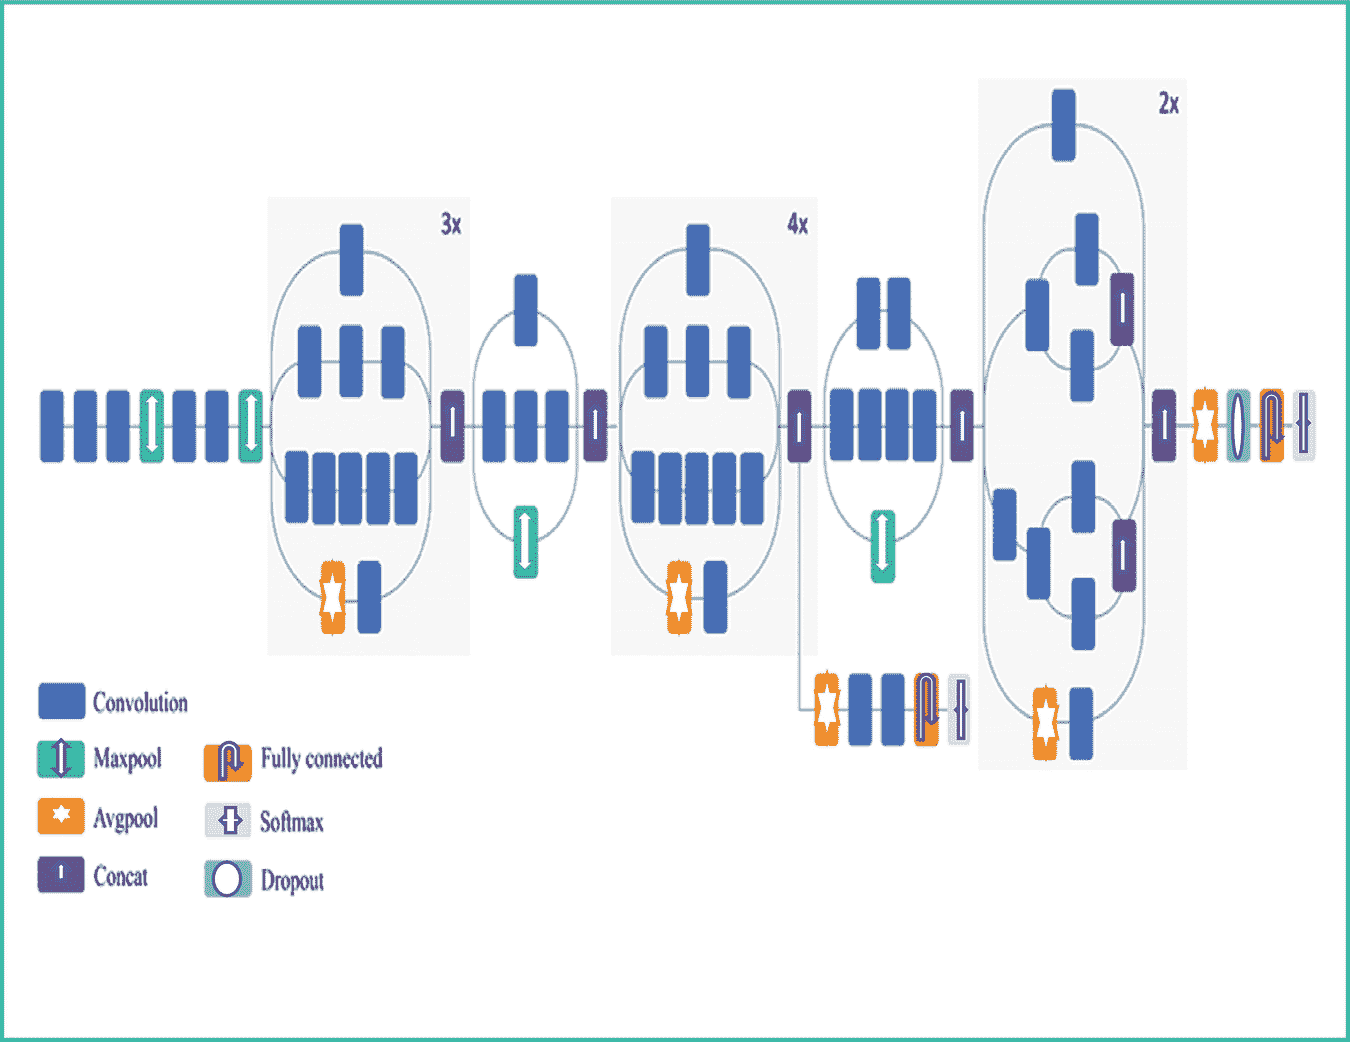 2x
3x
4x
Convolution
Maxpool
Fully connected
Avgpool
Softmax
Concat
Dropout